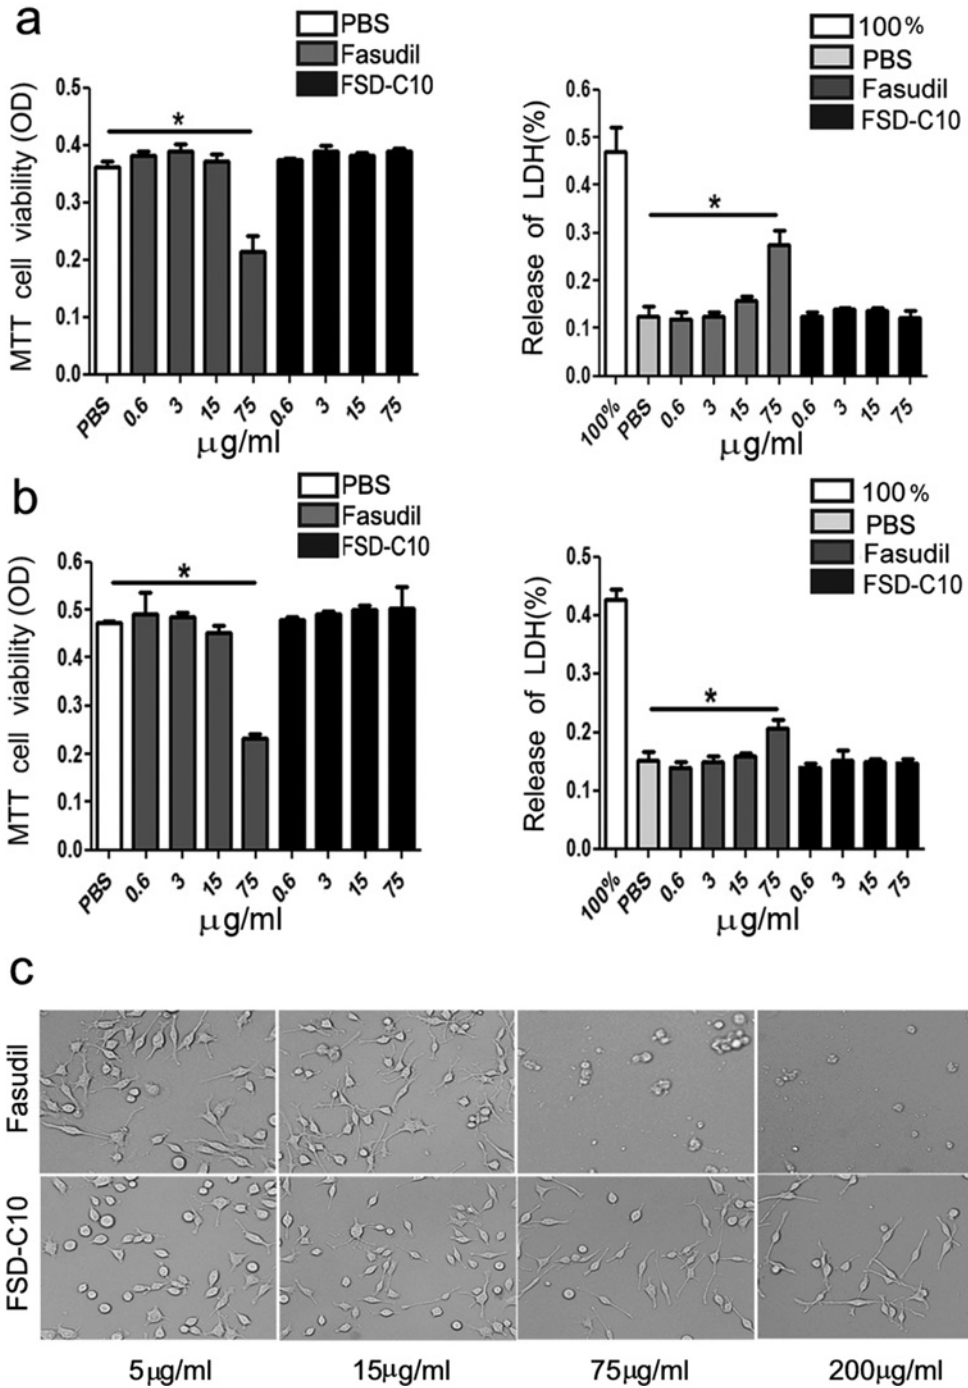 a
PBS
Fasudil
FSD-C10
MTT cell viability (OD)
0.5
0.4
0.3
0.2
0.1
0.0
*
PBS 0.6 3 15 75 0.6 3 15 75
μg/ml
100%
PBS
Fasudil
FSD-C10
Release of LDH(%)
0.6
0.5
0.4
0.3
0.2
0.1
0.0
*
100% PBS 0.6 3 15 75 0.6 3 15 75
μg/ml
b
PBS
Fasudil
FSD-C10
MTT cell viability (OD)
0.6
0.5
0.4
0.3
0.2
0.1
0.0
*
PBS 0.6 3 15 75 0.6 3 15 75
μg/ml
100%
PBS
Fasudil
FSD-C10
Release of LDH(%)
0.5
0.4
0.3
0.2
0.1
0.0
*
100% PBS 0.6 3 15 75 0.6 3 15 75
μg/ml
c
Fasudil
FSD-C10
5μg/ml 15μg/ml 75μg/ml 200μg/ml